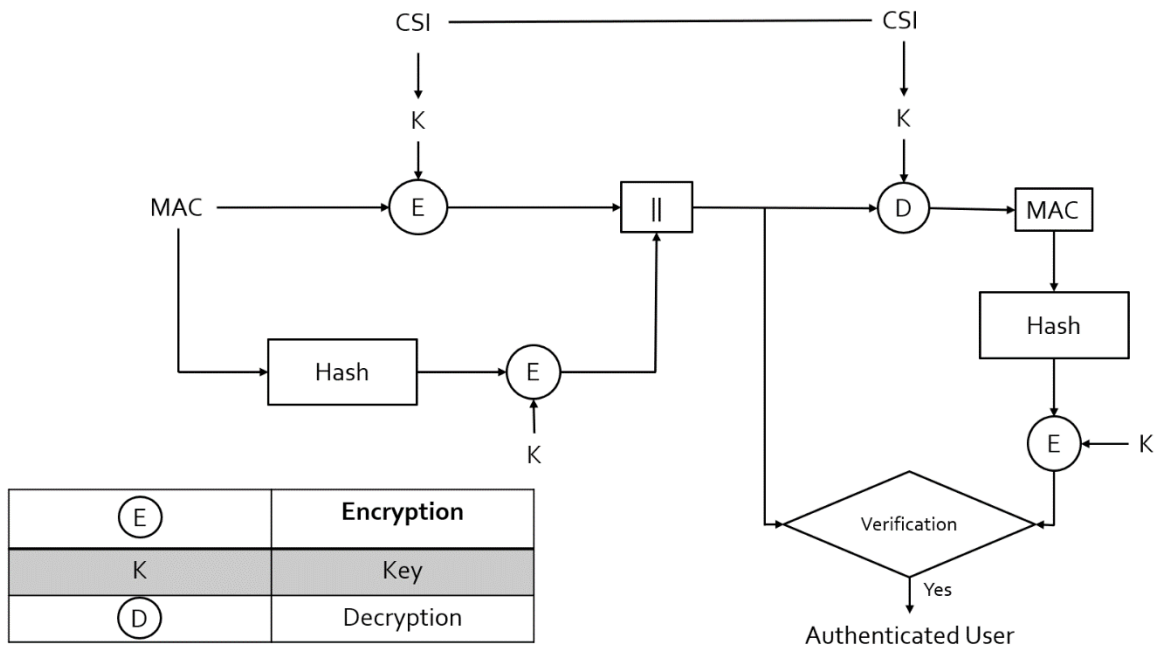 CSI
CSI
K
K
MAC
E
||
D
MAC
Hash
Hash
E
K
E
K
Verification
Yes
Authenticated User
E Encryption
K Key
D Decryption